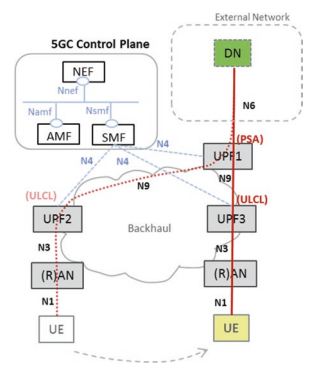 External Network
5GC Control Plane
DN
NEF
Nnef
N6
Namf
Nsmf
AMF
SMF
N4
(PSA)
N4
N4
UPF1
N9
N9
(ULCL)
(ULCL)
UPF2
UPF3
Backhaul
N3
N3
(R)AN
(R)AN
N1
N1
UE
UE